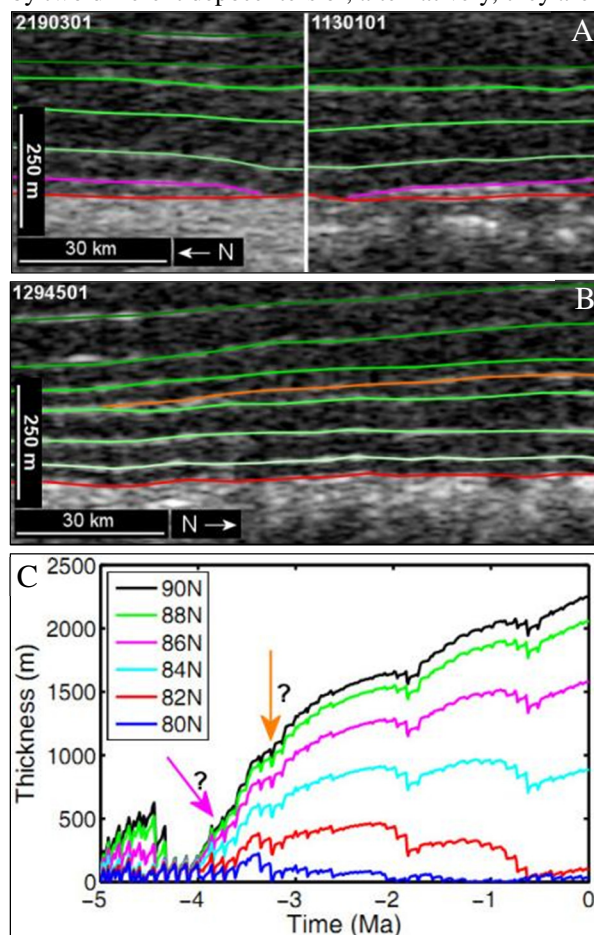 2190301 1130101 A
250 m
30 km ← N
1294501 B
250 m
30 km N →
C
2500
2000
1500
1000
500
0
Thickness (m)
90N
88N
86N
84N
82N
80N
?
?
-5 -4 -3 -2 -1 0
Time (Ma)